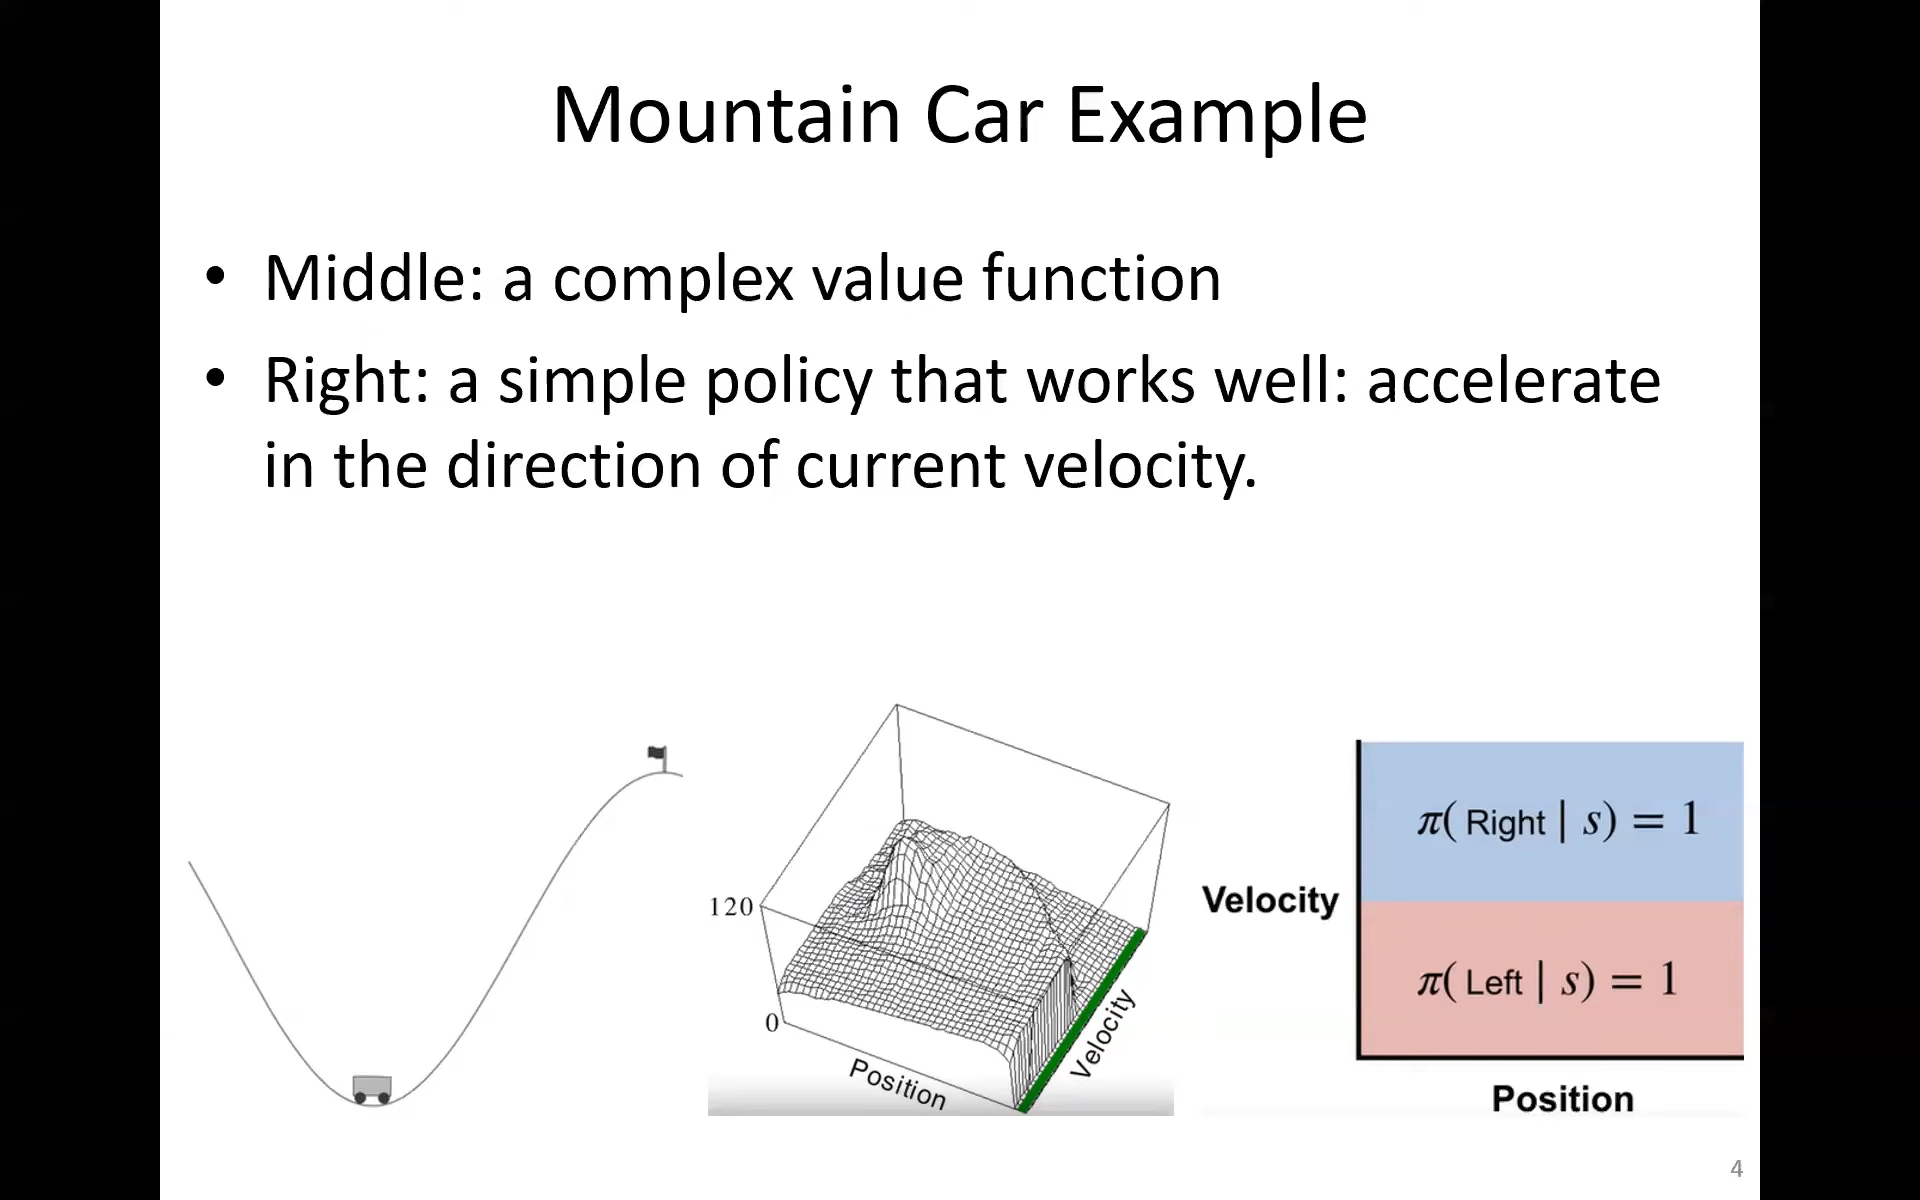 Mountain Car Example
• Middle: a complex value function
• Right: a simple policy that works well: accelerate
in the direction of current velocity.
120
0
Position
Velocity
Velocity
π( Right | s) = 1
π( Left | s) = 1
Position
4